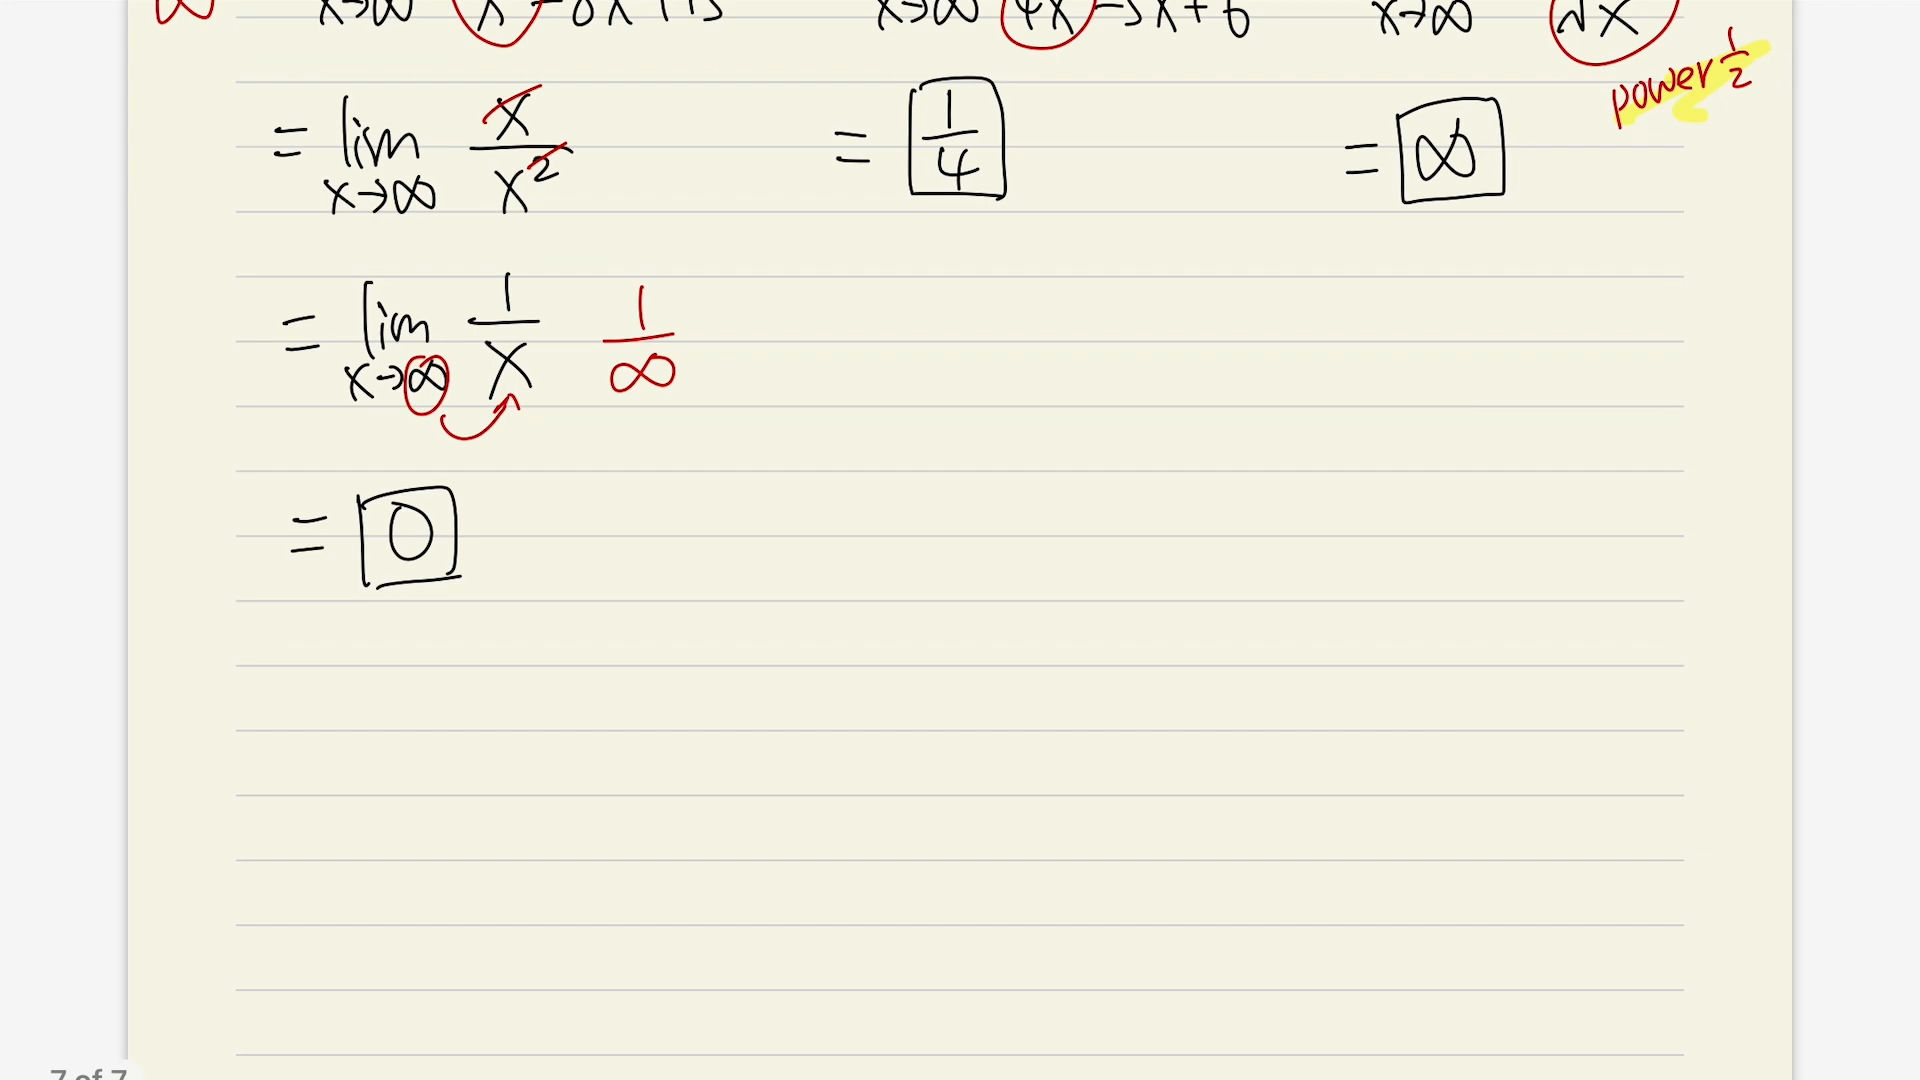 power 1/2
= lim x→∞ x/x²
= 1/4
= ∞
= lim x→∞ 1/x 1/∞
= 0